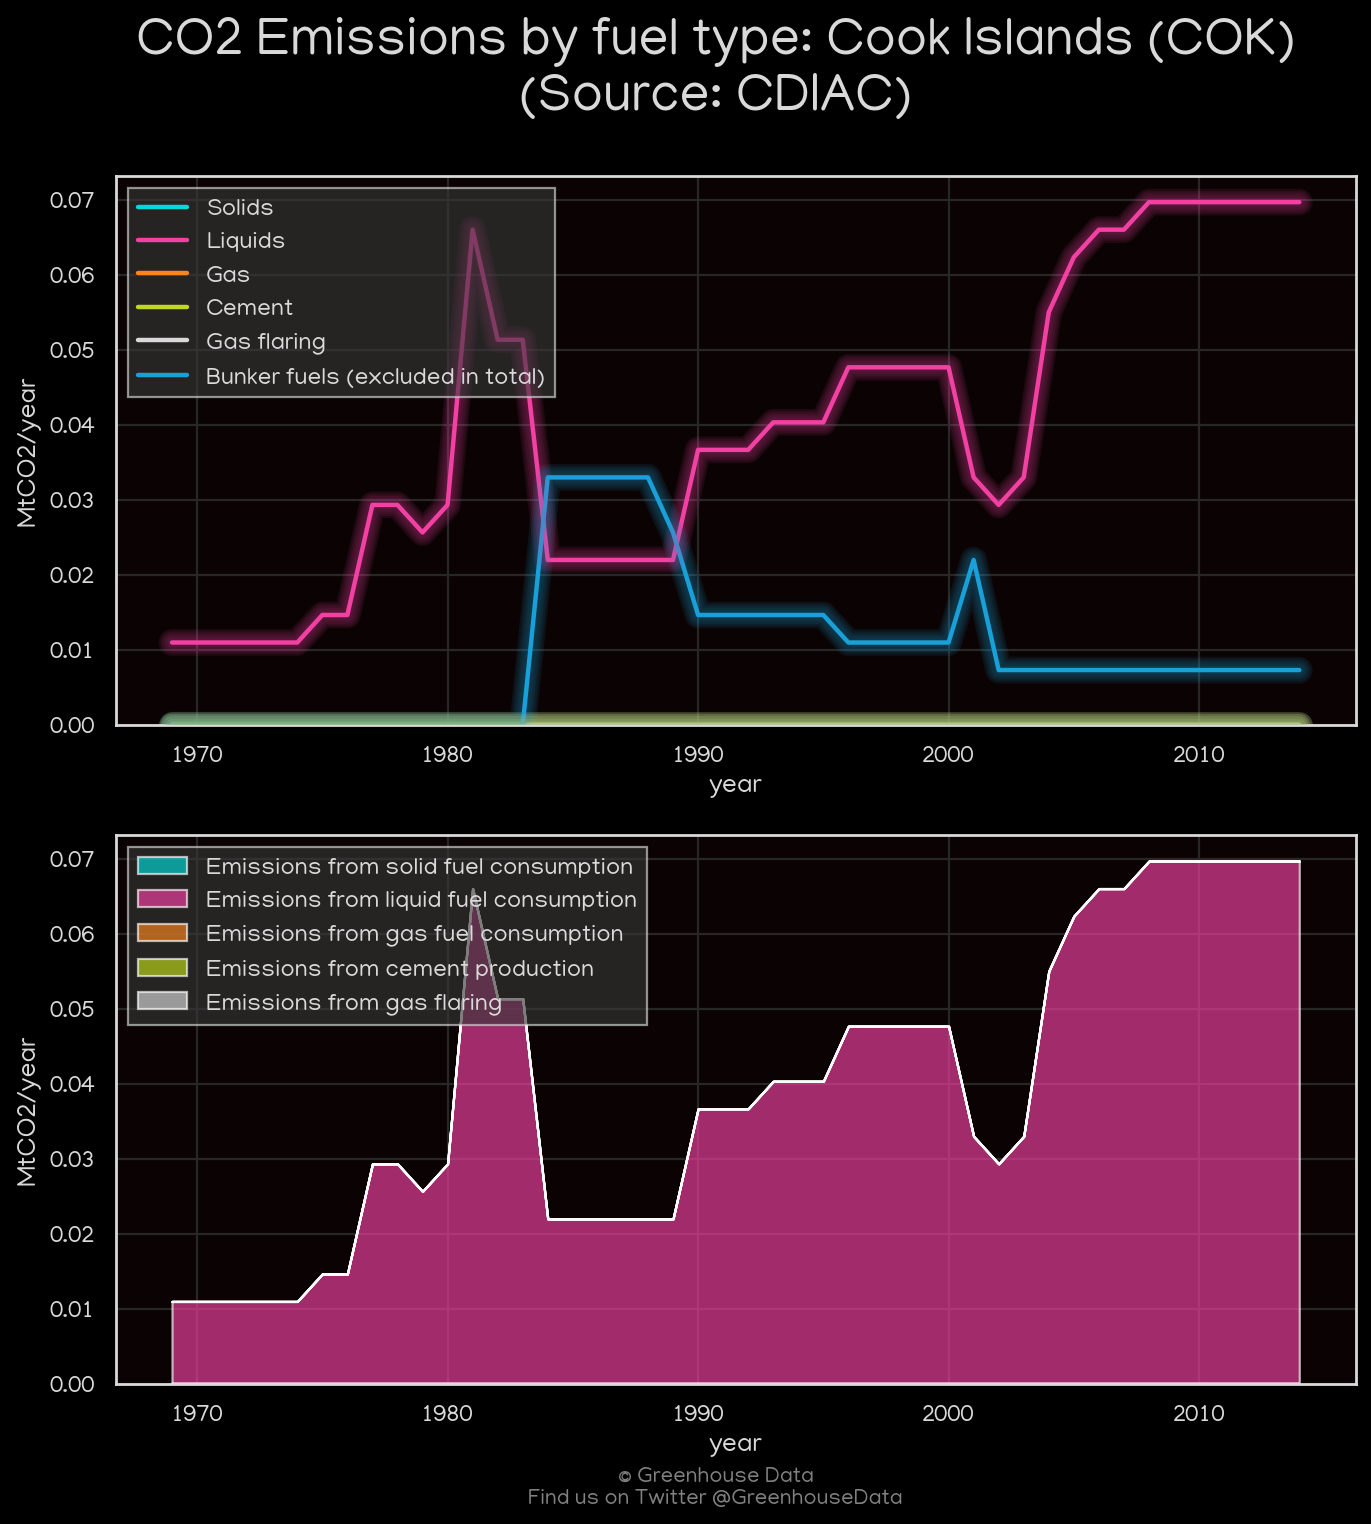 CO2 Emissions by fuel type: Cook Islands (COK)
(Source: CDIAC)
Solids
Liquids
Gas
Cement
Gas flaring
Bunker fuels (excluded in total)
MtCO2/year
0.07
0.06
0.05
0.04
0.03
0.02
0.01
0.00
1970 1980 1990 2000 2010
year
Emissions from solid fuel consumption
Emissions from liquid fuel consumption
Emissions from gas fuel consumption
Emissions from cement production
Emissions from gas flaring
MtCO2/year
0.07
0.06
0.05
0.04
0.03
0.02
0.01
0.00
1970 1980 1990 2000 2010
year
© Greenhouse Data
Find us on Twitter @GreenhouseData